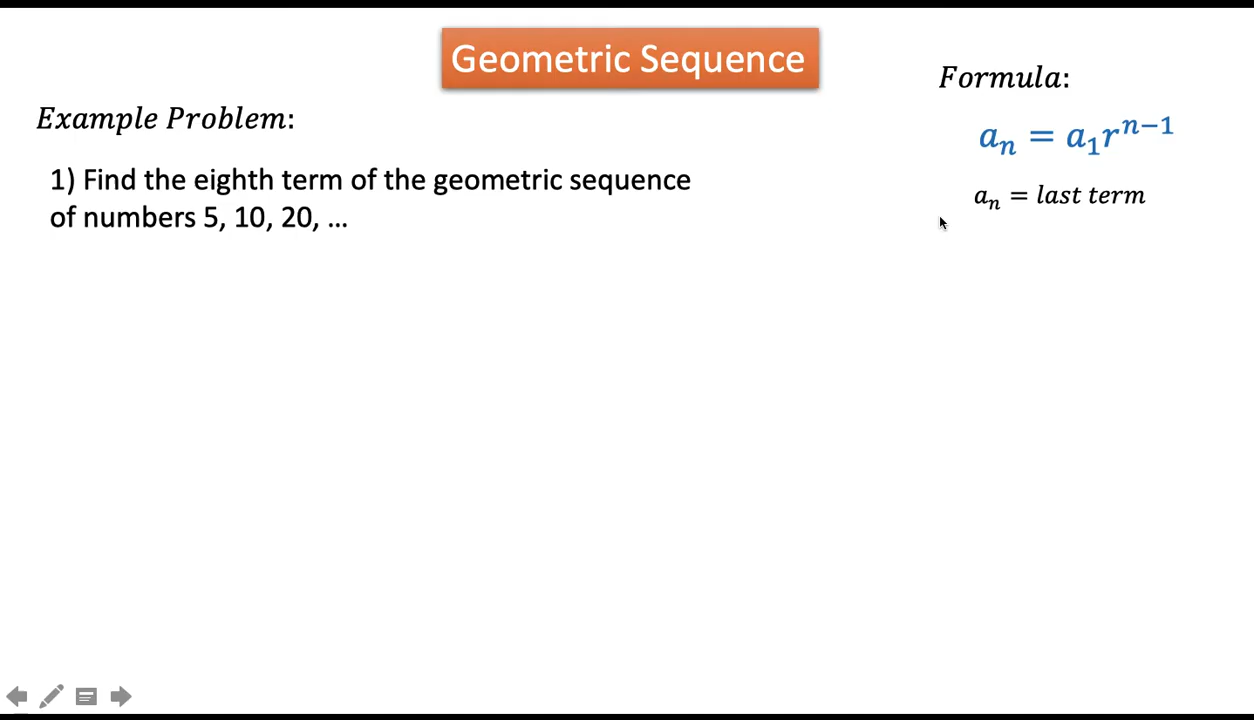 Geometric Sequence
Formula:
Example Problem:
aₙ = a₁rⁿ⁻¹
1) Find the eighth term of the geometric sequence
of numbers 5, 10, 20, ...
aₙ = last term